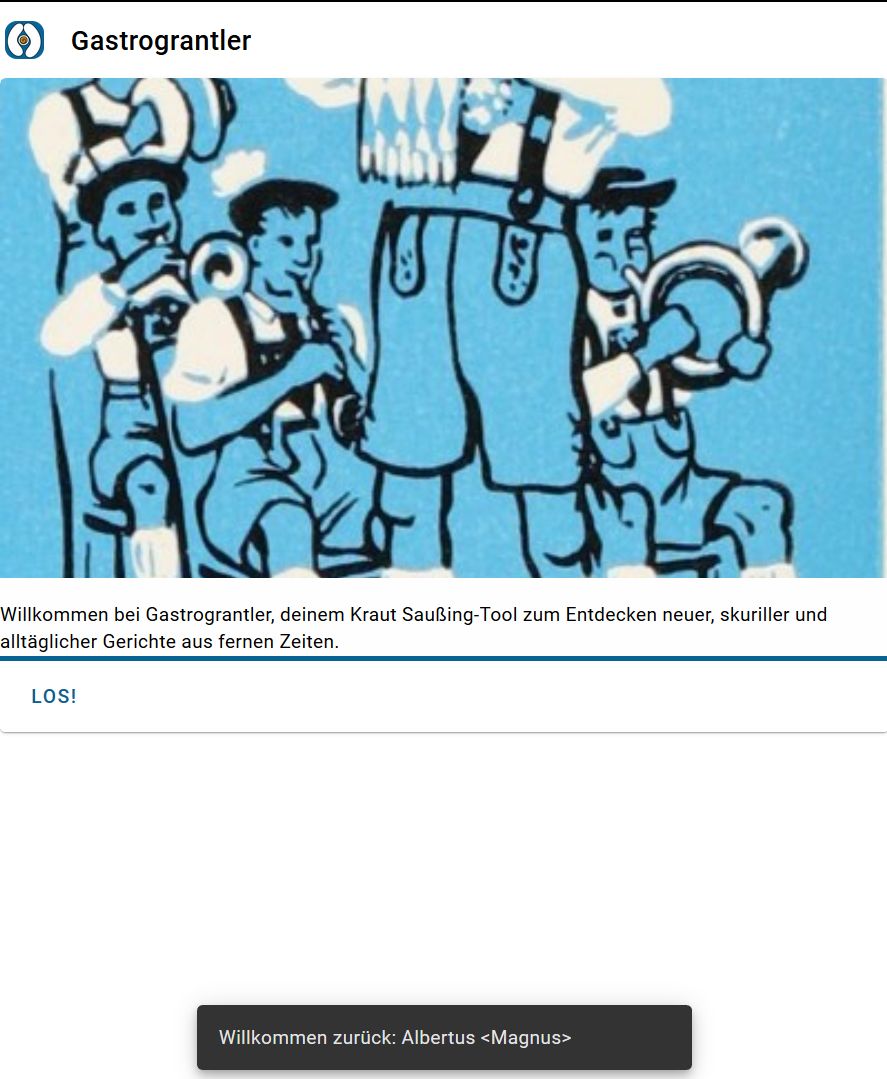 Gastrograntler
Willkommen bei Gastrograntler, deinem Kraut Saußing-Tool zum Entdecken neuer, skuriller und
alltäglicher Gerichte aus fernen Zeiten.
LOS!
Willkommen zurück: Albertus <Magnus>